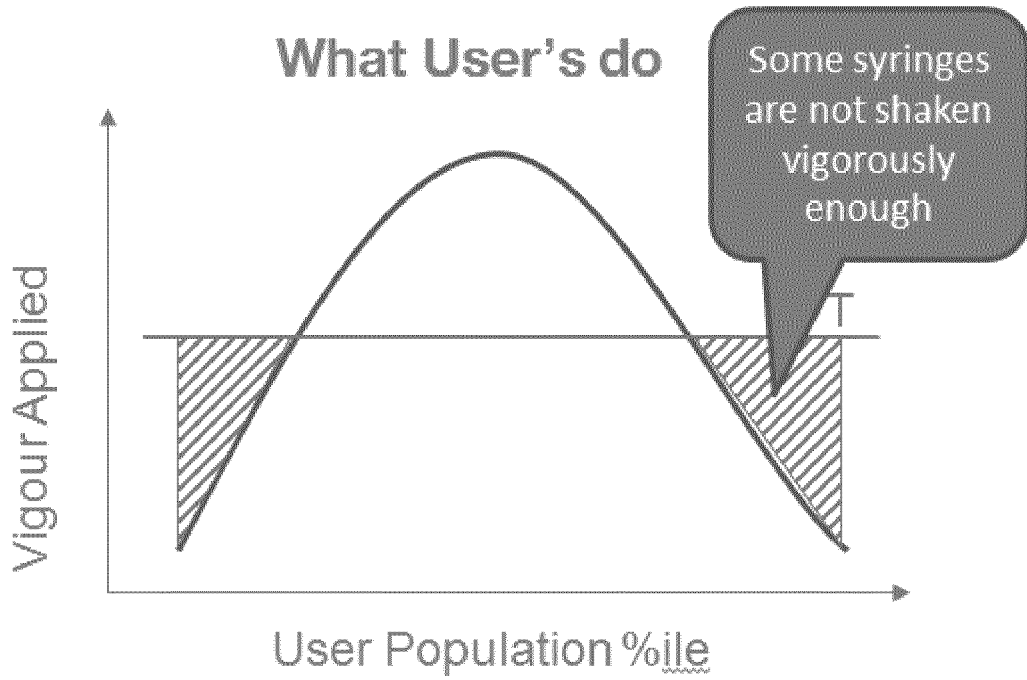 What User's do
Some syringes
are not shaken
vigorously
enough
T
Vigour Applied
User Population %ile